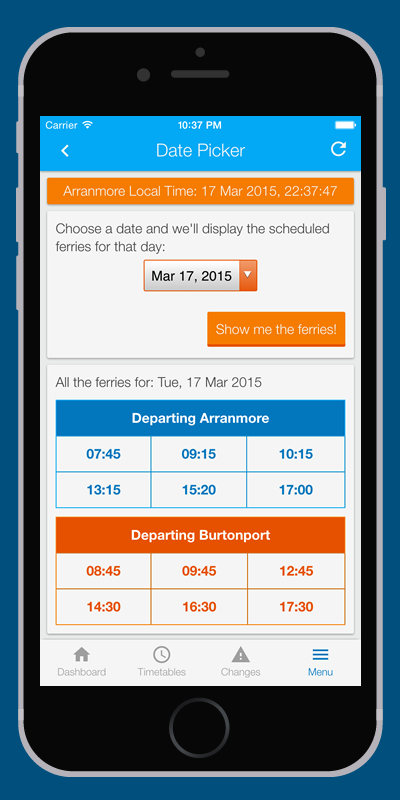 Carrier 10:37 PM
Date Picker
Arranmore Local Time: 17 Mar 2015, 22:37:47
Choose a date and we'll display the scheduled
ferries for that day:
Mar 17, 2015
Show me the ferries!
All the ferries for: Tue, 17 Mar 2015
Departing Arranmore
07:45 09:15 10:15
13:15 15:20 17:00
Departing Burtonport
08:45 09:45 12:45
14:30 16:30 17:30
Dashboard Timetables Changes Menu